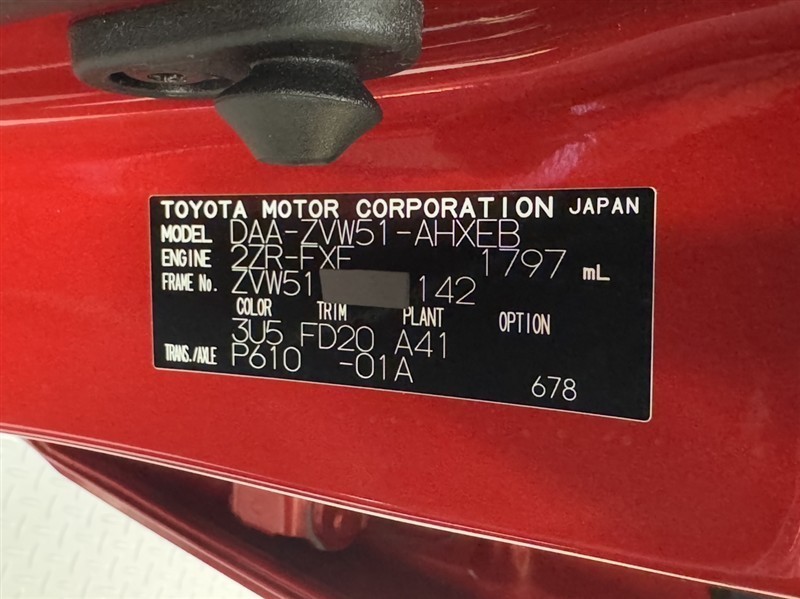 TOYOTA MOTOR CORPORATION JAPAN
MODEL DAA-ZVW51-AHXEB
ENGINE 2ZR-FXE 1797 mL
FRAME No. ZVW51 142
COLOR TRIM PLANT OPTION
3U5 FD20 A41
TRANS./AXLE P610 -01A
678